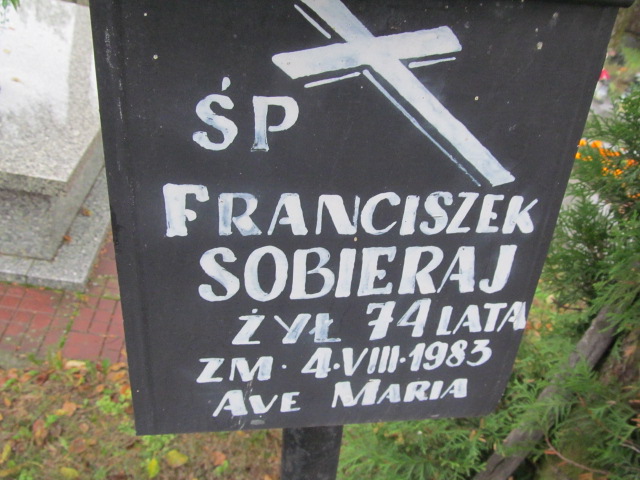 ŚP
FRANCISZEK
SOBIERAJ
ŻYŁ 74 LATA
ZM · 4·VIII·1983
AVE MARIA